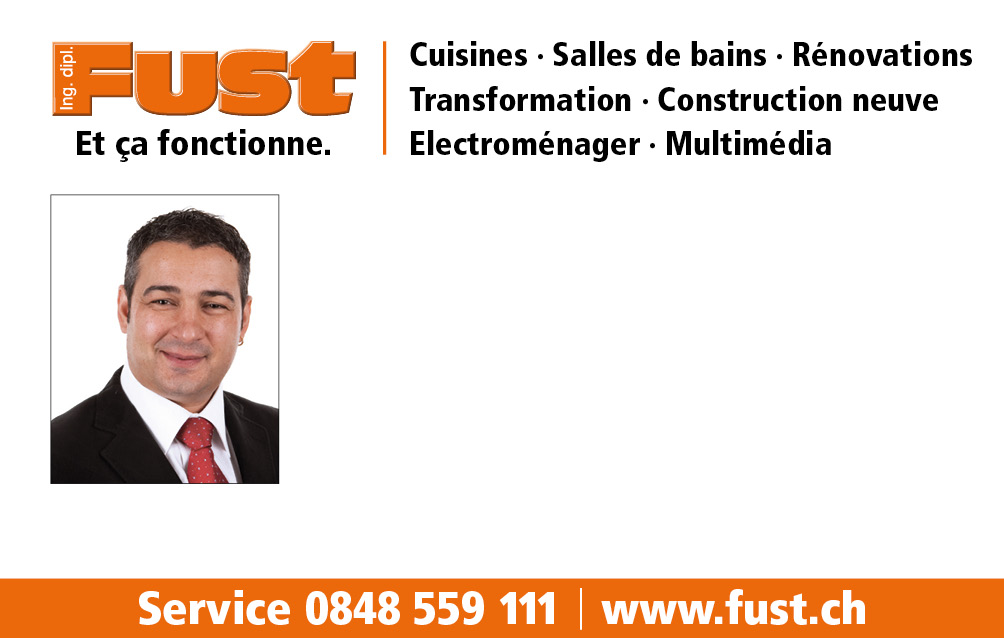 Ing. dipl.
Fust
Et ça fonctionne.
Cuisines · Salles de bains · Rénovations
Transformation · Construction neuve
Electroménager · Multimédia
Service 0848 559 111 | www.fust.ch